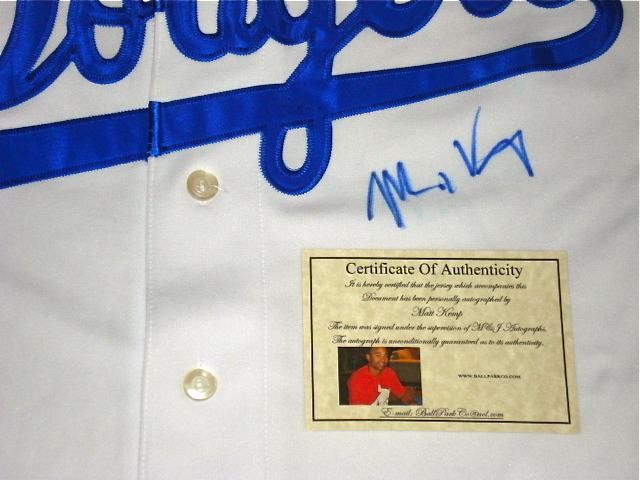 Dodgers
Certificate Of Authenticity
It is hereby certified that the jersey which accompanies this
Document has been personally autographed by
Matt Kemp
The item was signed under the supervision of M&J Autographs.
The autograph is unconditionally guaranteed as to its authenticity.
WWW.BALLPARKCO.COM
E-mail: BallParkCo@aol.com